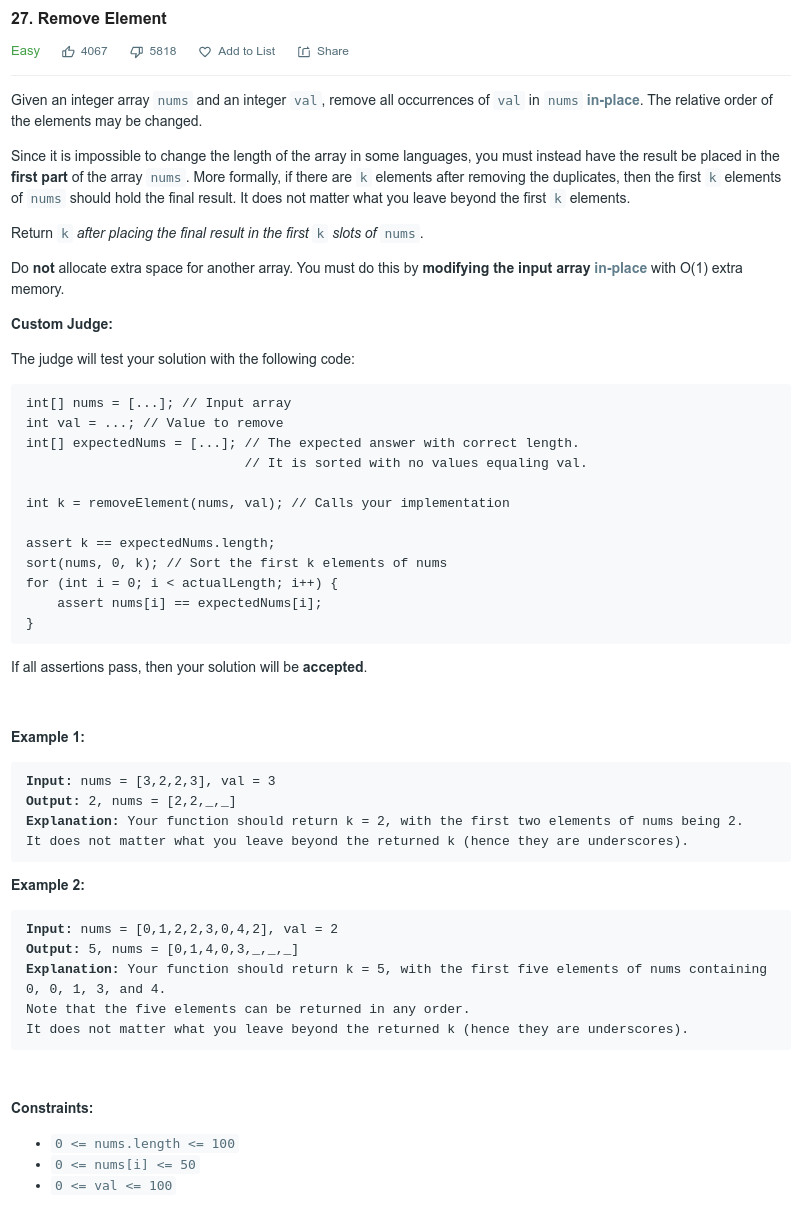 27. Remove Element
Easy 4067 5818 Add to List Share
Given an integer array nums and an integer val, remove all occurrences of val in nums in-place. The relative order of
the elements may be changed.
Since it is impossible to change the length of the array in some languages, you must instead have the result be placed in the
first part of the array nums. More formally, if there are k elements after removing the duplicates, then the first k elements
of nums should hold the final result. It does not matter what you leave beyond the first k elements.
Return k after placing the final result in the first k slots of nums.
Do not allocate extra space for another array. You must do this by modifying the input array in-place with O(1) extra
memory.
Custom Judge:
The judge will test your solution with the following code:
int[] nums = [...]; // Input array
int val = ...; // Value to remove
int[] expectedNums = [...]; // The expected answer with correct length.
                            // It is sorted with no values equaling val.
int k = removeElement(nums, val); // Calls your implementation
assert k == expectedNums.length;
sort(nums, 0, k); // Sort the first k elements of nums
for (int i = 0; i < actualLength; i++) {
    assert nums[i] == expectedNums[i];
}
If all assertions pass, then your solution will be accepted.
Example 1:
Input: nums = [3,2,2,3], val = 3
Output: 2, nums = [2,2,_,_]
Explanation: Your function should return k = 2, with the first two elements of nums being 2.
It does not matter what you leave beyond the returned k (hence they are underscores).
Example 2:
Input: nums = [0,1,2,2,3,0,4,2], val = 2
Output: 5, nums = [0,1,4,0,3,_,_,_]
Explanation: Your function should return k = 5, with the first five elements of nums containing
0, 0, 1, 3, and 4.
Note that the five elements can be returned in any order.
It does not matter what you leave beyond the returned k (hence they are underscores).
Constraints:
• 0 <= nums.length <= 100
• 0 <= nums[i] <= 50
• 0 <= val <= 100